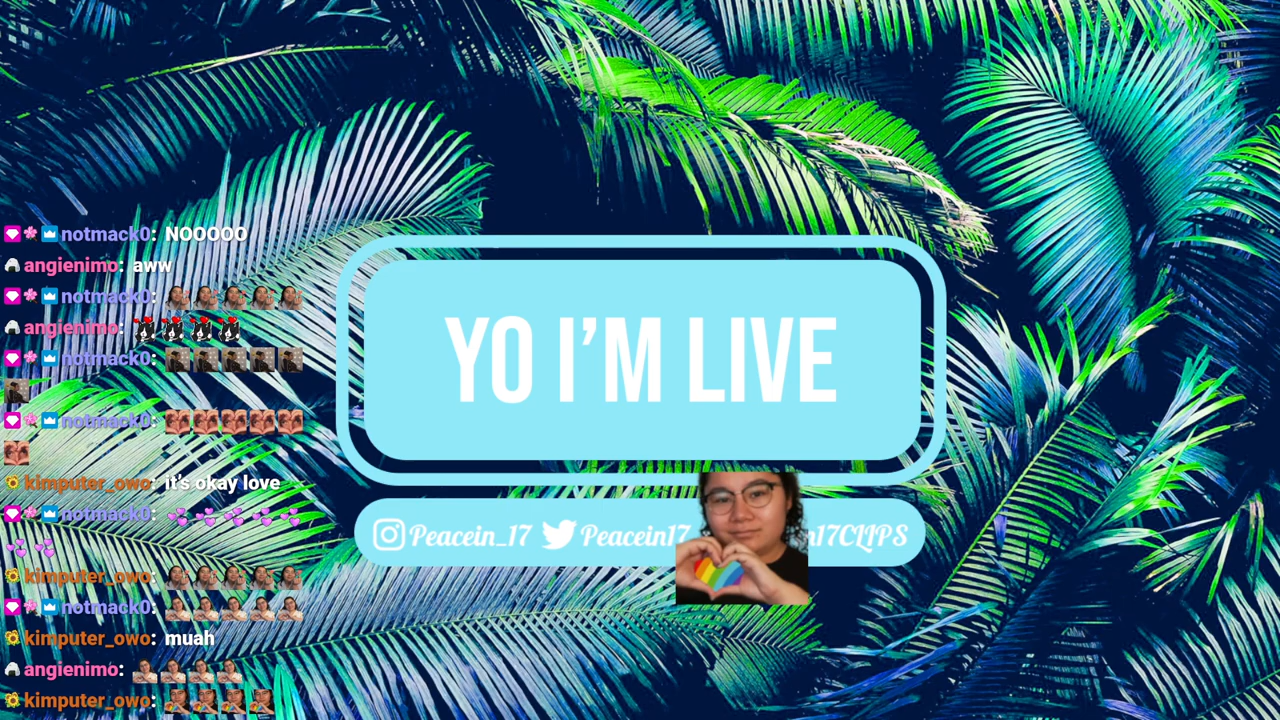 notmack0: NOOOOO
angienimo: aww
notmack0:
angienimo:
notmack0:
notmack0:
kimputer_owo: it's okay love
notmack0:
kimputer_owo:
notmack0:
kimputer_owo: muah
angienimo:
kimputer_owo:
YO I’M LIVE
Peacein_17 Peacein17 n17CLIPS